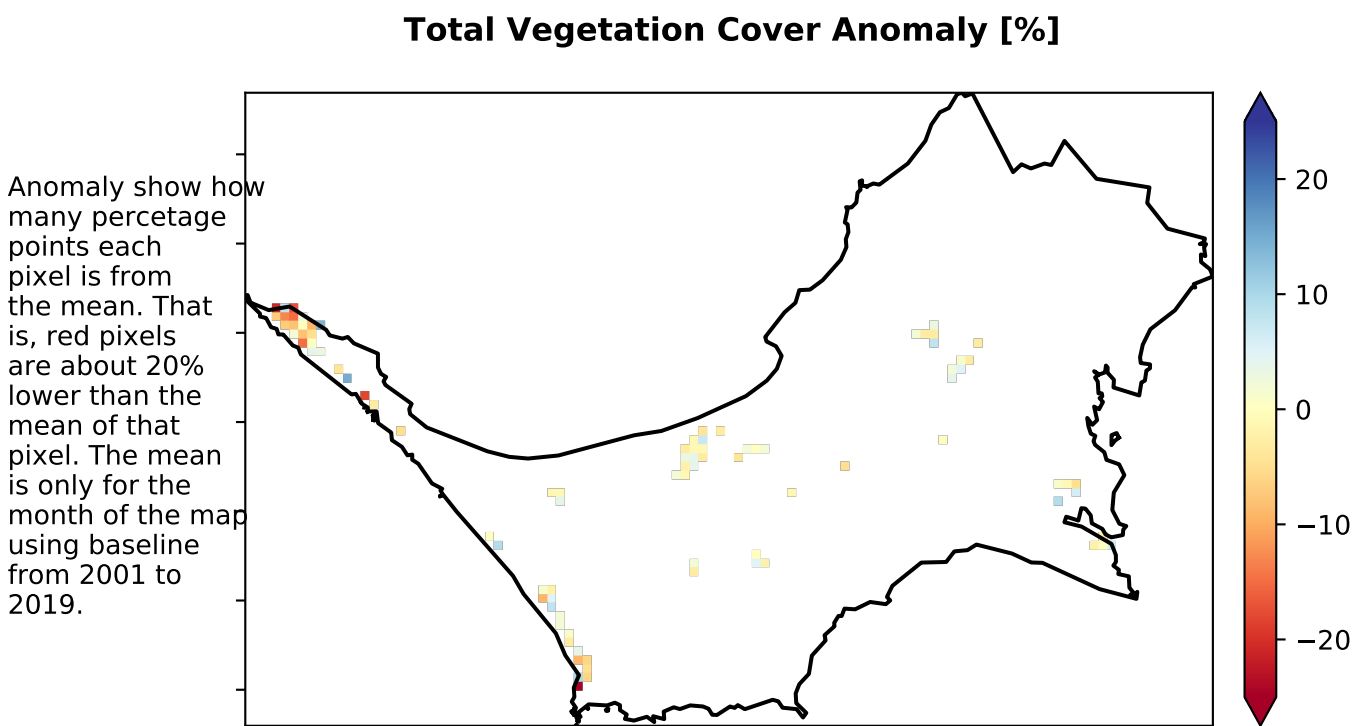 Total Vegetation Cover Anomaly [%]
Anomaly show how
many percetage
points each
pixel is from
the mean. That
is, red pixels
are about 20%
lower than the
mean of that
pixel. The mean
is only for the
month of the map
using baseline
from 2001 to
2019.
20
10
0
−10
−20